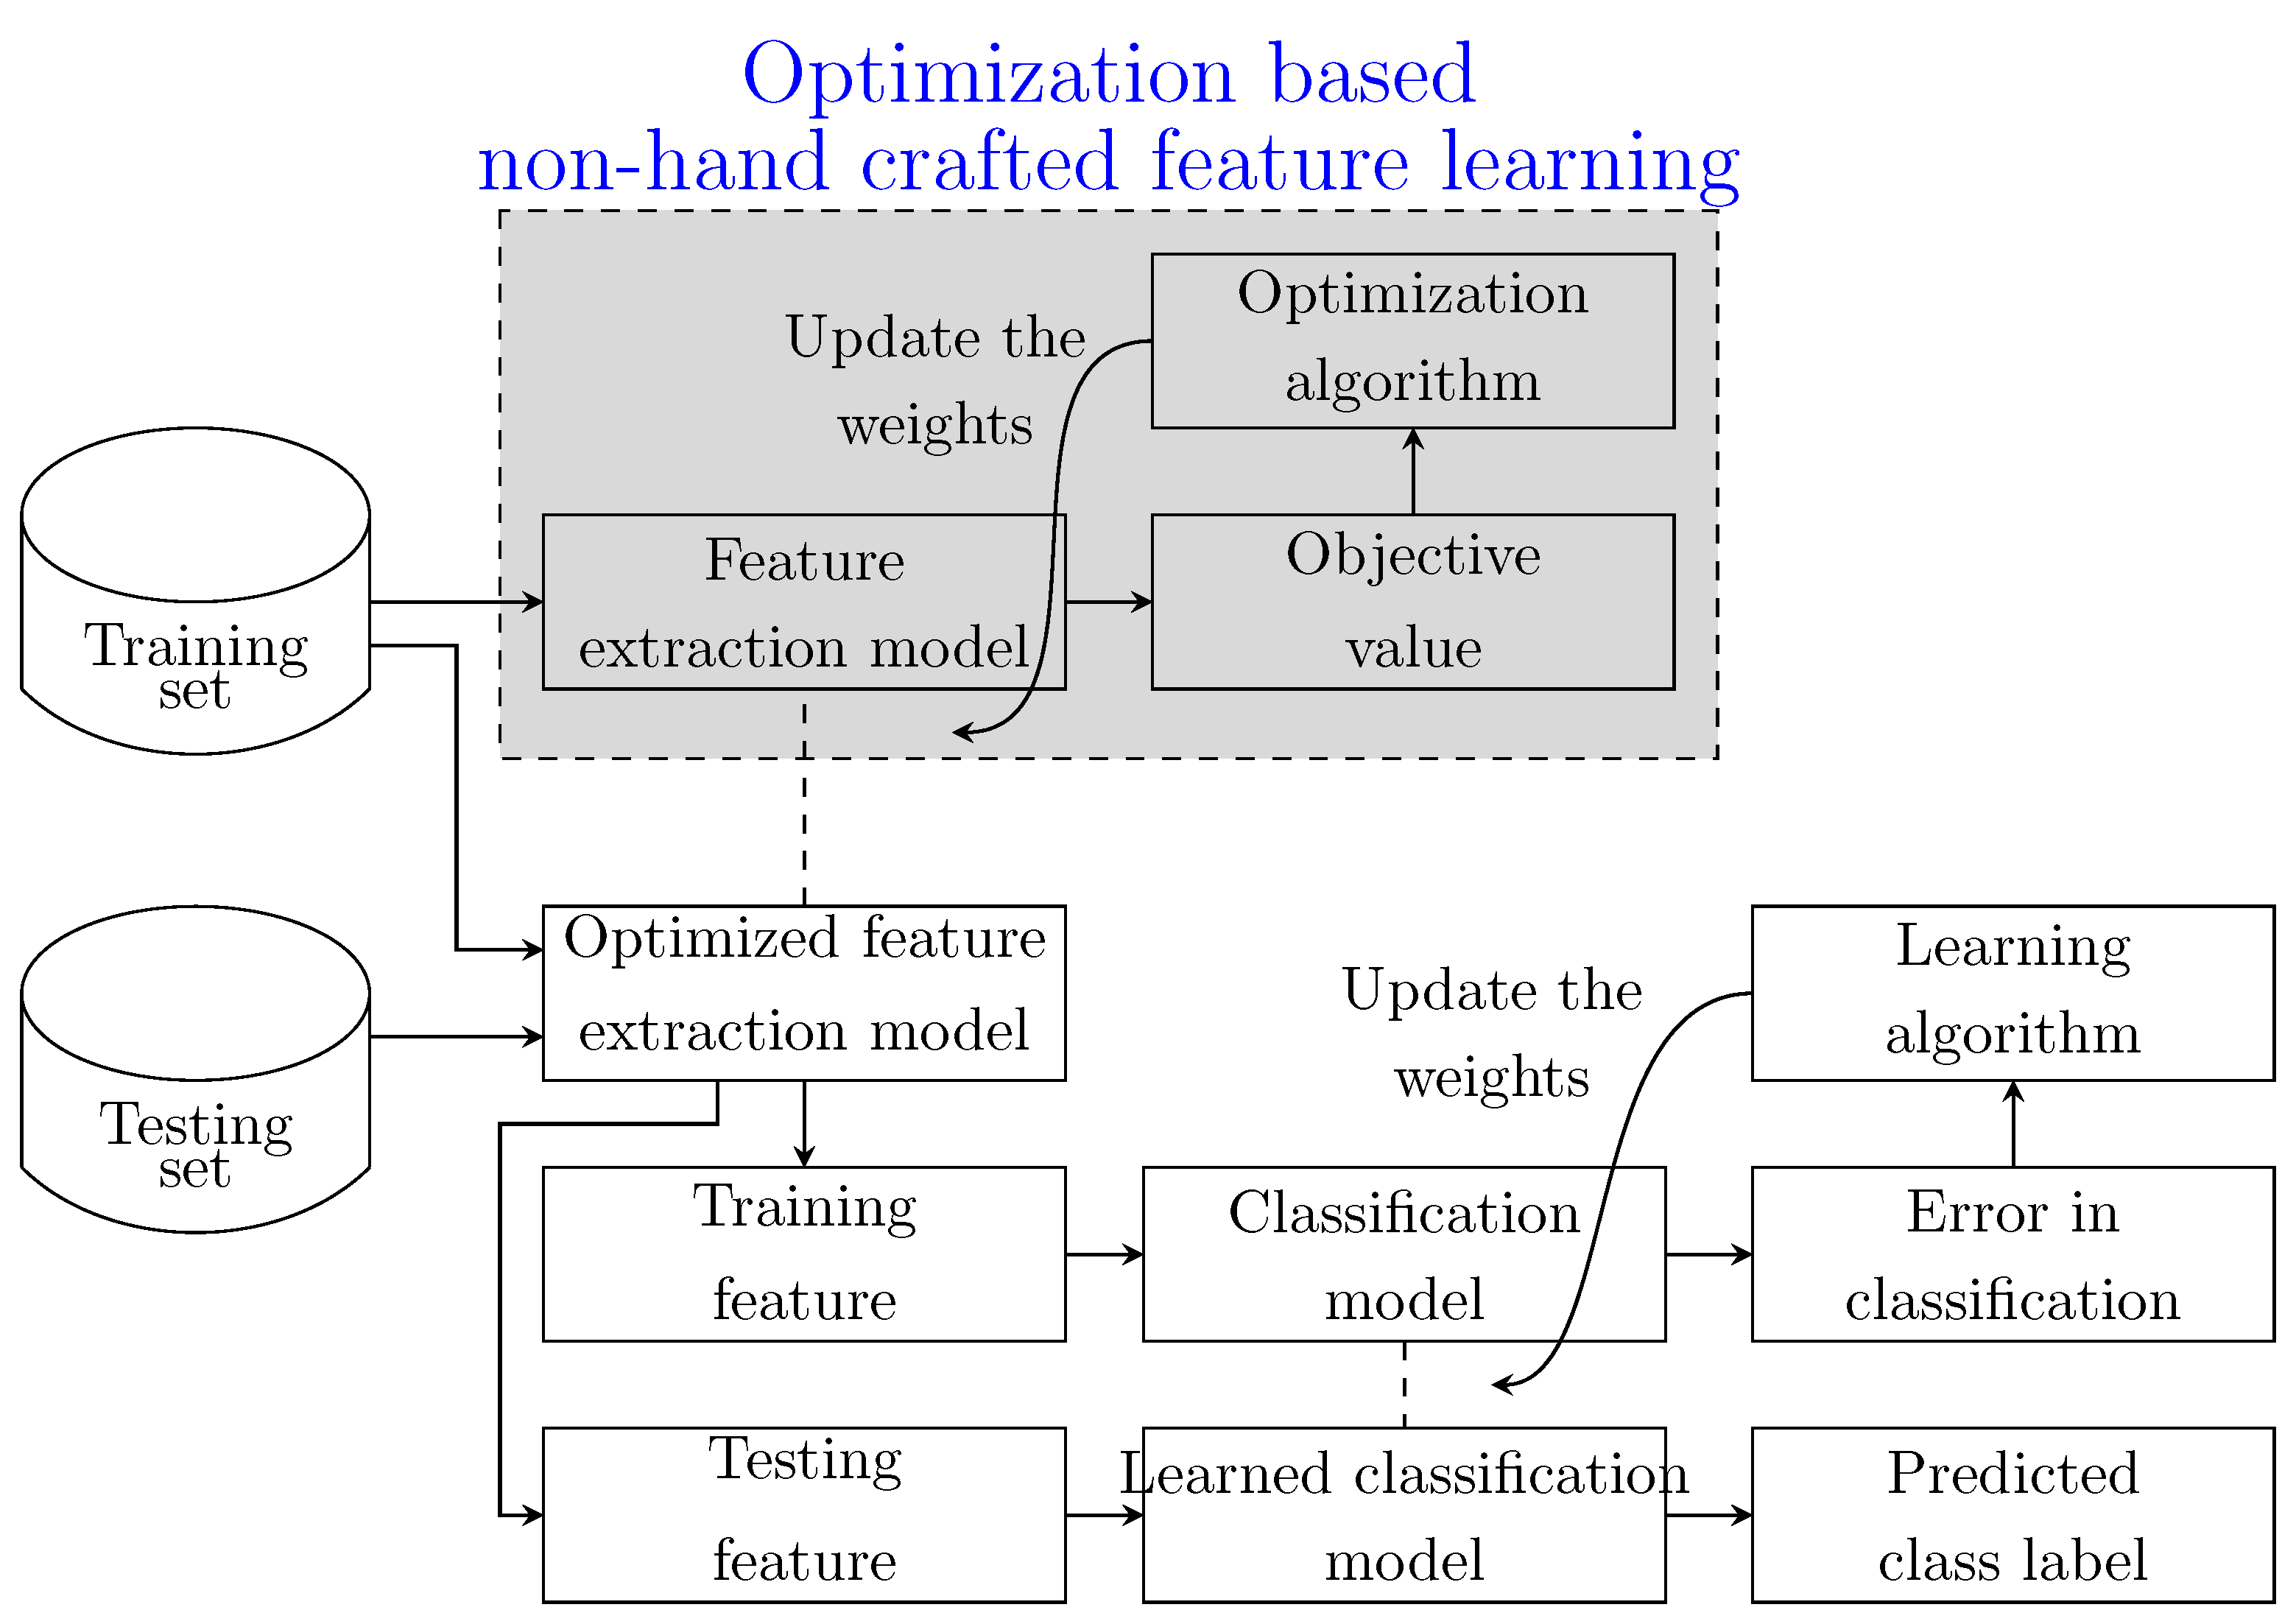 Optimization based
non-hand crafted feature learning
Optimization
algorithm
Update the
weights
Feature
extraction model
Objective
value
Training
set
Optimized feature
extraction model
Learning
algorithm
Update the
weights
Testing
set
Training
feature
Classification
model
Error in
classification
Testing
feature
Learned classification
model
Predicted
class label